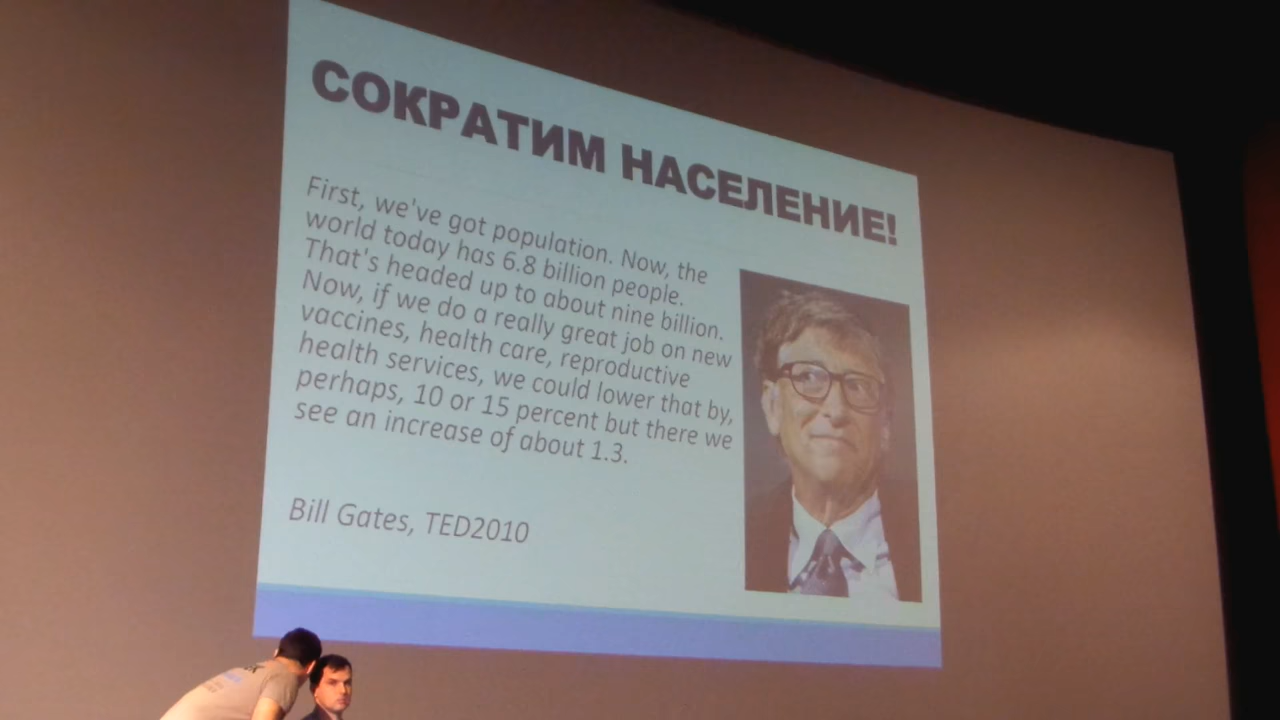 СОКРАТИМ НАСЕЛЕНИЕ!
First, we've got population. Now, the
world today has 6.8 billion people.
That's headed up to about nine billion.
Now, if we do a really great job on new
vaccines, health care, reproductive
health services, we could lower that by,
perhaps, 10 or 15 percent but there we
see an increase of about 1.3.
Bill Gates, TED2010